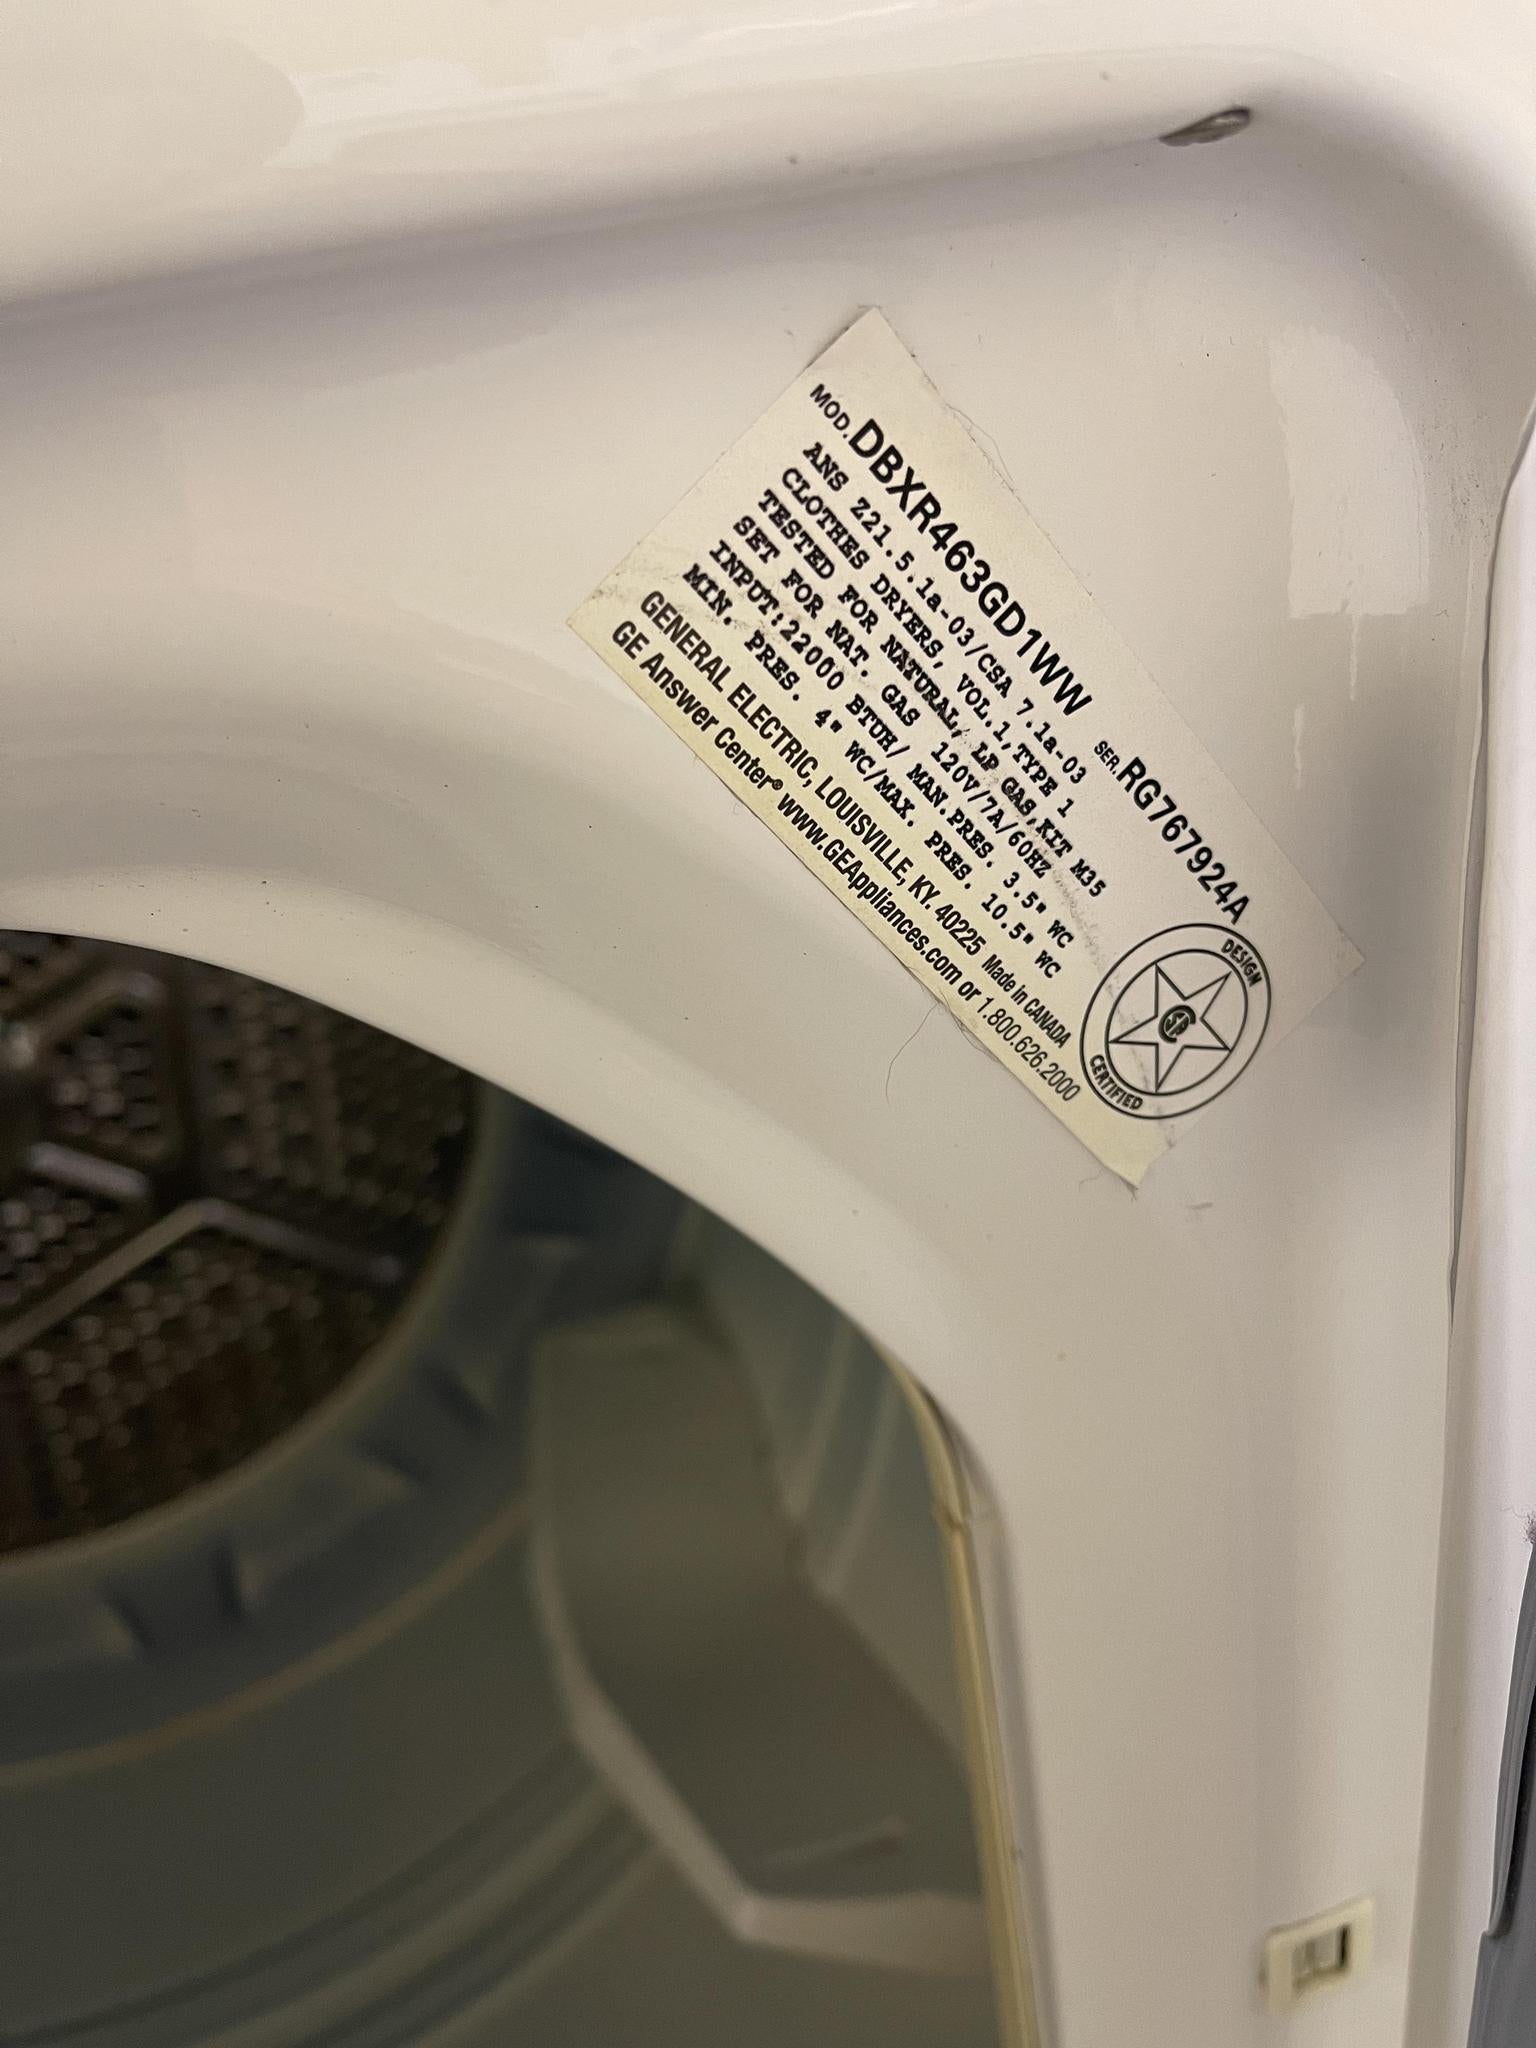 MOD. DBXR463GD1WW SER. RG767924A
ANS Z21.5.1a-03/CSA 7.1a-03
CLOTHES DRYERS, VOL.1,TYPE 1
TESTED FOR NATURAL/ LP GAS,KIT M35
SET FOR NAT. GAS 120V/7A/60HZ
INPUT:22000 BTUH/ MAN.PRES. 3.5" WC
MIN. PRES. 4" WC/MAX. PRES. 10.5" WC
GENERAL ELECTRIC, LOUISVILLE, KY. 40225 Made in CANADA
GE Answer Center® www.GEAppliances.com or 1.800.626.2000
DESIGN
SA
CERTIFIED